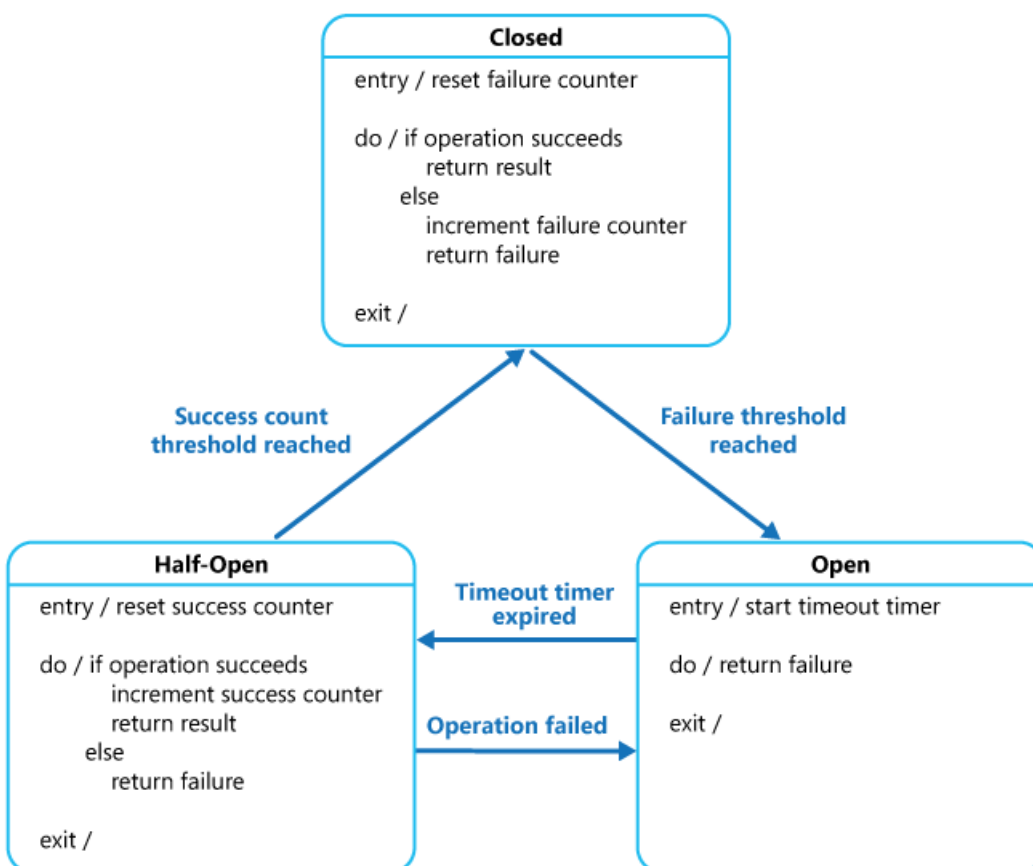 Closed
entry / reset failure counter
do / if operation succeeds
return result
else
increment failure counter
return failure
exit /
Success count
threshold reached
Failure threshold
reached
Half-Open
entry / reset success counter
do / if operation succeeds
increment success counter
return result
else
return failure
exit /
Timeout timer
expired
Operation failed
Open
entry / start timeout timer
do / return failure
exit /